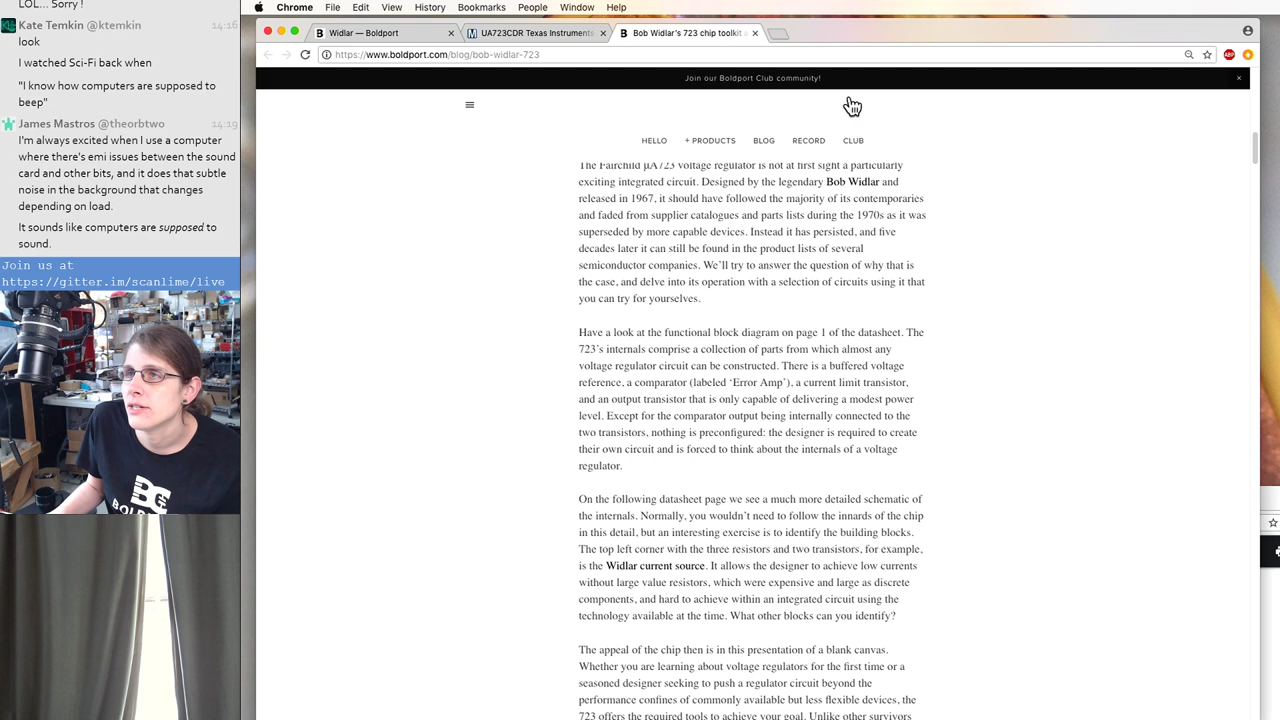 LOL... Sorry !
Kate Temkin @ktemkin 14:16
look
I watched Sci-Fi back when
"I know how computers are supposed to
beep"
James Mastros @theorbtwo 14:19
I'm always excited when I use a computer
where there's emi issues between the sound
card and other bits, and it does that subtle
noise in the background that changes
depending on load.
It sounds like computers are supposed to
sound.
Join us at
https://gitter.im/scanlime/live
Chrome File Edit View History Bookmarks People Window Help
Widlar — Boldport
UA723CDR Texas Instruments
Bob Widlar's 723 chip toolkit
https://www.boldport.com/blog/bob-widlar-723
ABP
Join our Boldport Club community!
HELLO + PRODUCTS BLOG RECORD CLUB
The Fairchild µA723 voltage regulator is not at first sight a particularly
exciting integrated circuit. Designed by the legendary Bob Widlar and
released in 1967, it should have followed the majority of its contemporaries
and faded from supplier catalogues and parts lists during the 1970s as it was
superseded by more capable devices. Instead it has persisted, and five
decades later it can still be found in the product lists of several
semiconductor companies. We'll try to answer the question of why that is
the case, and delve into its operation with a selection of circuits using it that
you can try for yourselves.
Have a look at the functional block diagram on page 1 of the datasheet. The
723's internals comprise a collection of parts from which almost any
voltage regulator circuit can be constructed. There is a buffered voltage
reference, a comparator (labeled 'Error Amp'), a current limit transistor,
and an output transistor that is only capable of delivering a modest power
level. Except for the comparator output being internally connected to the
two transistors, nothing is preconfigured: the designer is required to create
their own circuit and is forced to think about the internals of a voltage
regulator.
On the following datasheet page we see a much more detailed schematic of
the internals. Normally, you wouldn't need to follow the innards of the chip
in this detail, but an interesting exercise is to identify the building blocks.
The top left corner with the three resistors and two transistors, for example,
is the Widlar current source. It allows the designer to achieve low currents
without large value resistors, which were expensive and large as discrete
components, and hard to achieve within an integrated circuit using the
technology available at the time. What other blocks can you identify?
The appeal of the chip then is in this presentation of a blank canvas.
Whether you are learning about voltage regulators for the first time or a
seasoned designer seeking to push a regulator circuit beyond the
performance confines of commonly available but less flexible devices, the
723 offers the required tools to achieve your goal. Unlike other survivors